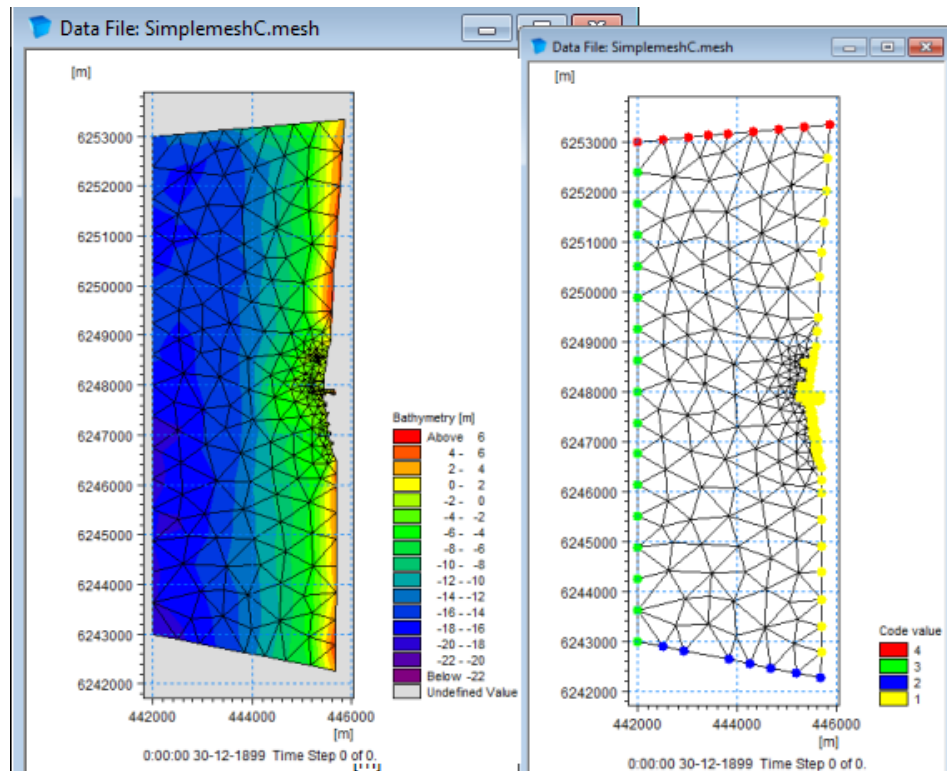 Data File: SimplemeshC.mesh
[m]
6253000
6252000
6251000
6250000
6249000
6248000
6247000
6246000
6245000
6244000
6243000
6242000
442000 444000 446000
[m]
0:00:00 30-12-1899 Time Step 0 of 0.
Bathymetry [m]
Above 6
4 - 6
2 - 4
0 - 2
-2 - 0
-4 - -2
-6 - -4
-8 - -6
-10 - -8
-12 - -10
-14 - -12
-16 - -14
-18 - -16
-20 - -18
-22 - -20
Below -22
Undefined Value
Data File: SimplemeshC.mesh
[m]
6253000
6252000
6251000
6250000
6249000
6248000
6247000
6246000
6245000
6244000
6243000
6242000
442000 444000 446000
[m]
0:00:00 30-12-1899 Time Step 0 of 0.
Code value
4
3
2
1